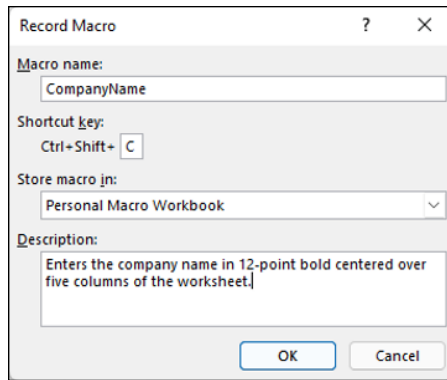 Record Macro ? ×
Macro name:
CompanyName
Shortcut key:
Ctrl+Shift+ C
Store macro in:
Personal Macro Workbook
Description:
Enters the company name in 12-point bold centered over
five columns of the worksheet.
OK Cancel